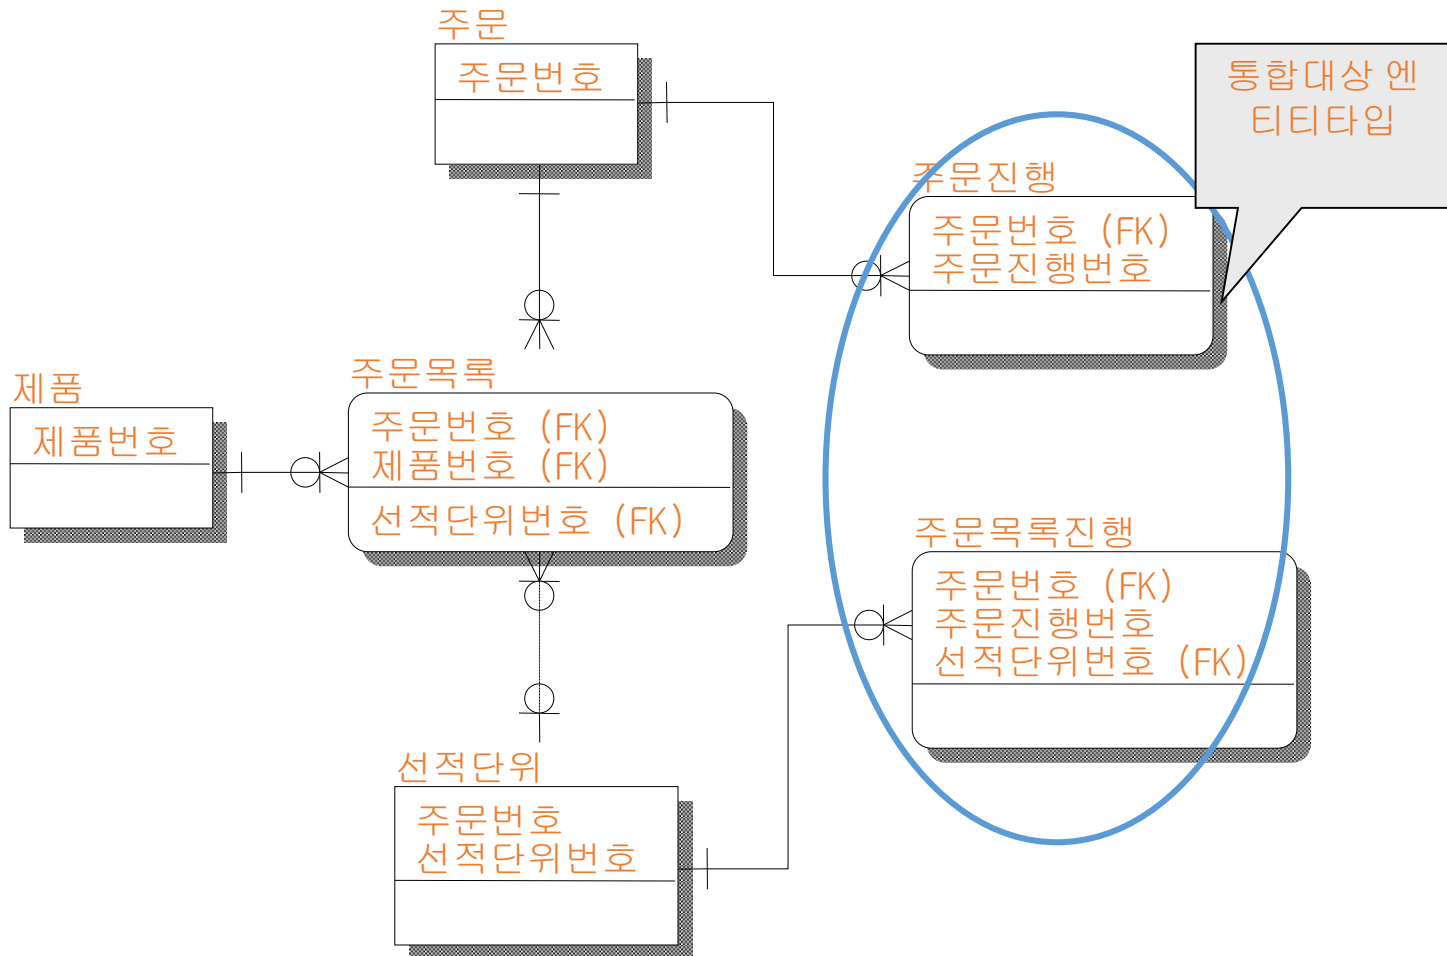 주문
주문번호
통합대상 엔
티티타입
주문진행
주문번호 (FK)
주문진행번호
제품
제품번호
주문목록
주문번호 (FK)
제품번호 (FK)
선적단위번호 (FK)
주문목록진행
주문번호 (FK)
주문진행번호
선적단위번호 (FK)
선적단위
주문번호
선적단위번호